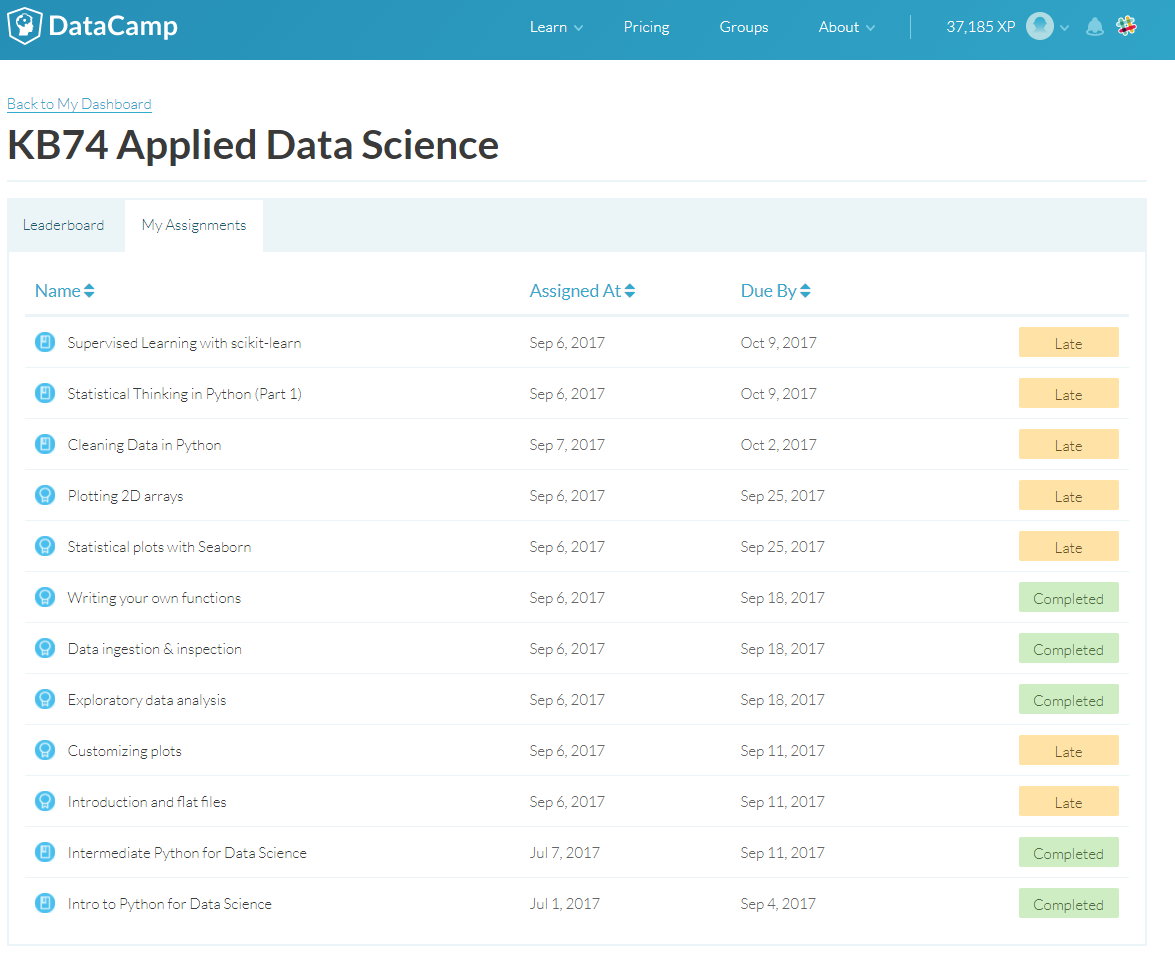 DataCamp Learn Pricing Groups About 37,185 XP
Back to My Dashboard
KB74 Applied Data Science
Leaderboard My Assignments
Name Assigned At Due By
Supervised Learning with scikit-learn Sep 6, 2017 Oct 9, 2017 Late
Statistical Thinking in Python (Part 1) Sep 6, 2017 Oct 9, 2017 Late
Cleaning Data in Python Sep 7, 2017 Oct 2, 2017 Late
Plotting 2D arrays Sep 6, 2017 Sep 25, 2017 Late
Statistical plots with Seaborn Sep 6, 2017 Sep 25, 2017 Late
Writing your own functions Sep 6, 2017 Sep 18, 2017 Completed
Data ingestion & inspection Sep 6, 2017 Sep 18, 2017 Completed
Exploratory data analysis Sep 6, 2017 Sep 18, 2017 Completed
Customizing plots Sep 6, 2017 Sep 11, 2017 Late
Introduction and flat files Sep 6, 2017 Sep 11, 2017 Late
Intermediate Python for Data Science Jul 7, 2017 Sep 11, 2017 Completed
Intro to Python for Data Science Jul 1, 2017 Sep 4, 2017 Completed